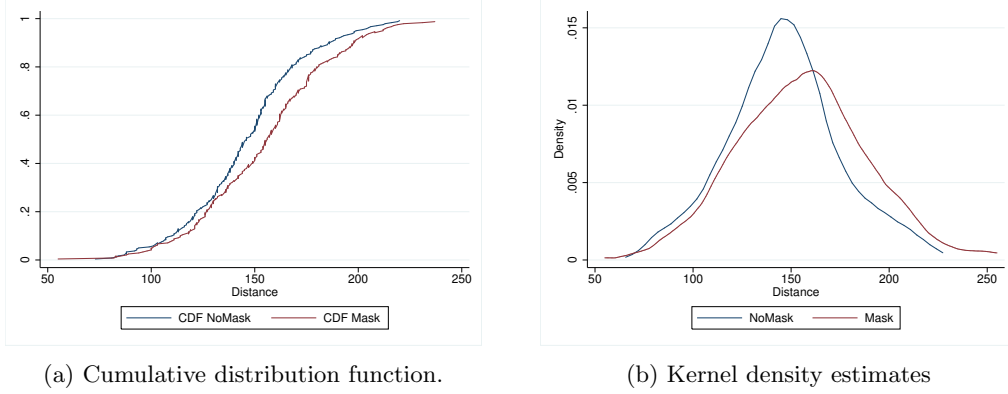 1
.8
.6
.4
.2
0
50 100 150 200 250
Distance
CDF NoMask CDF Mask
(a) Cumulative distribution function.
.015
.01
.005
0
Density
50 100 150 200 250
Distance
NoMask Mask
(b) Kernel density estimates